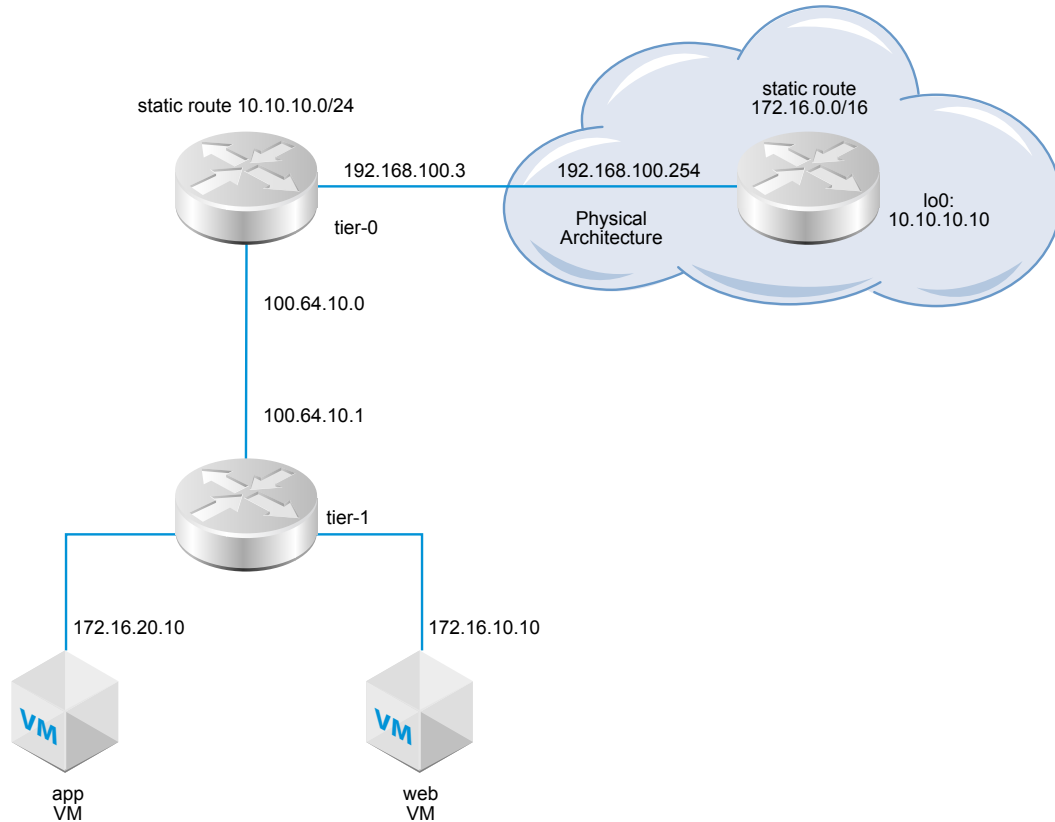 static route 10.10.10.0/24
static route
172.16.0.0/16
192.168.100.3
192.168.100.254
lo0:
10.10.10.10
tier-0
Physical
Architecture
100.64.10.0
100.64.10.1
tier-1
172.16.20.10
172.16.10.10
VM
VM
app
VM
web
VM